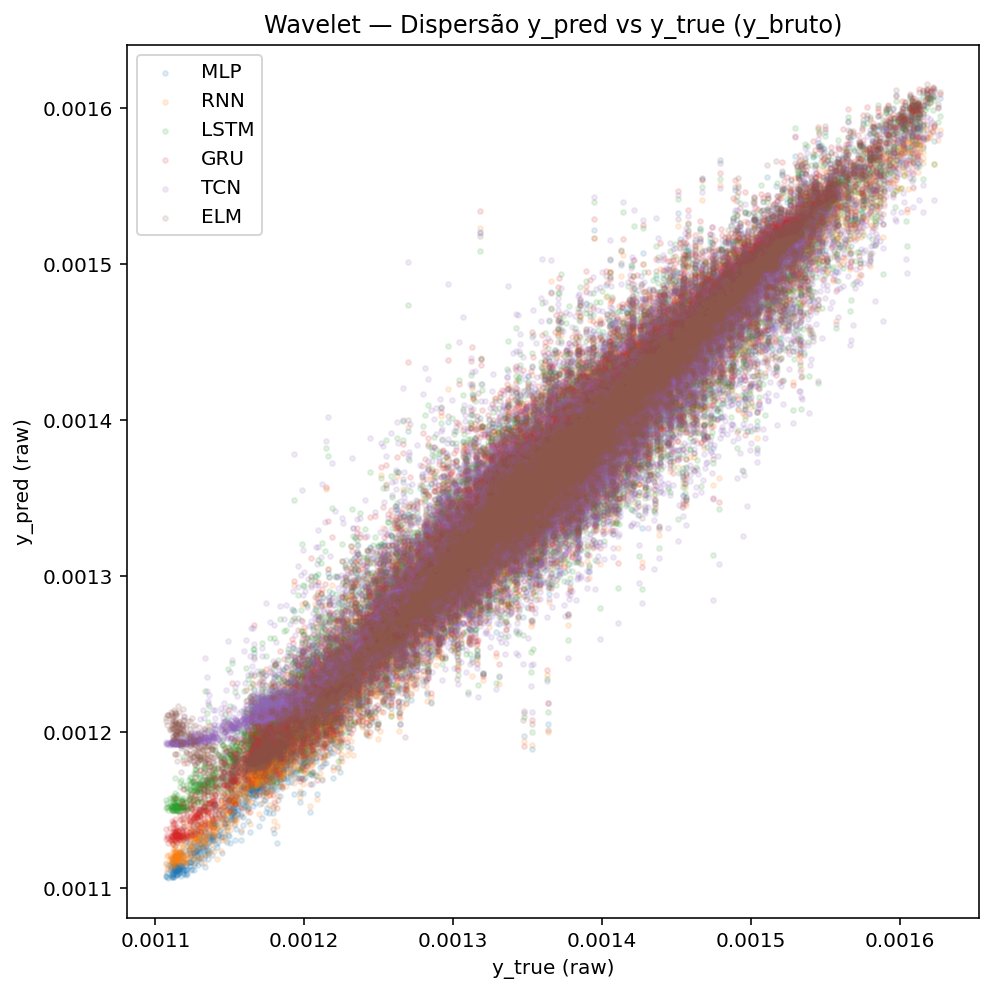 Wavelet — Dispersão y_pred vs y_true (y_bruto)
MLP
RNN
LSTM
GRU
TCN
ELM
0.0016
0.0015
0.0014
0.0013
0.0012
0.0011
y_pred (raw)
0.0011 0.0012 0.0013 0.0014 0.0015 0.0016
y_true (raw)